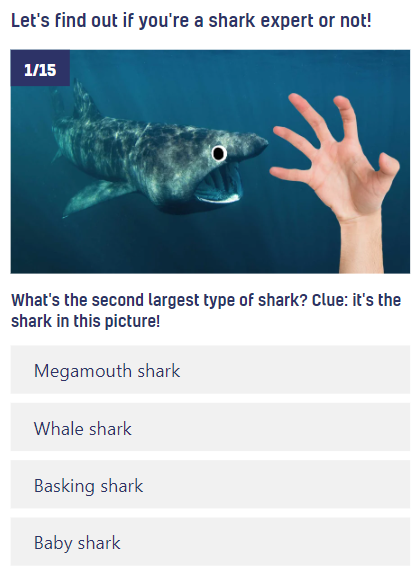 Let's find out if you're a shark expert or not!
1/15
What's the second largest type of shark? Clue: it's the
shark in this picture!
Megamouth shark
Whale shark
Basking shark
Baby shark